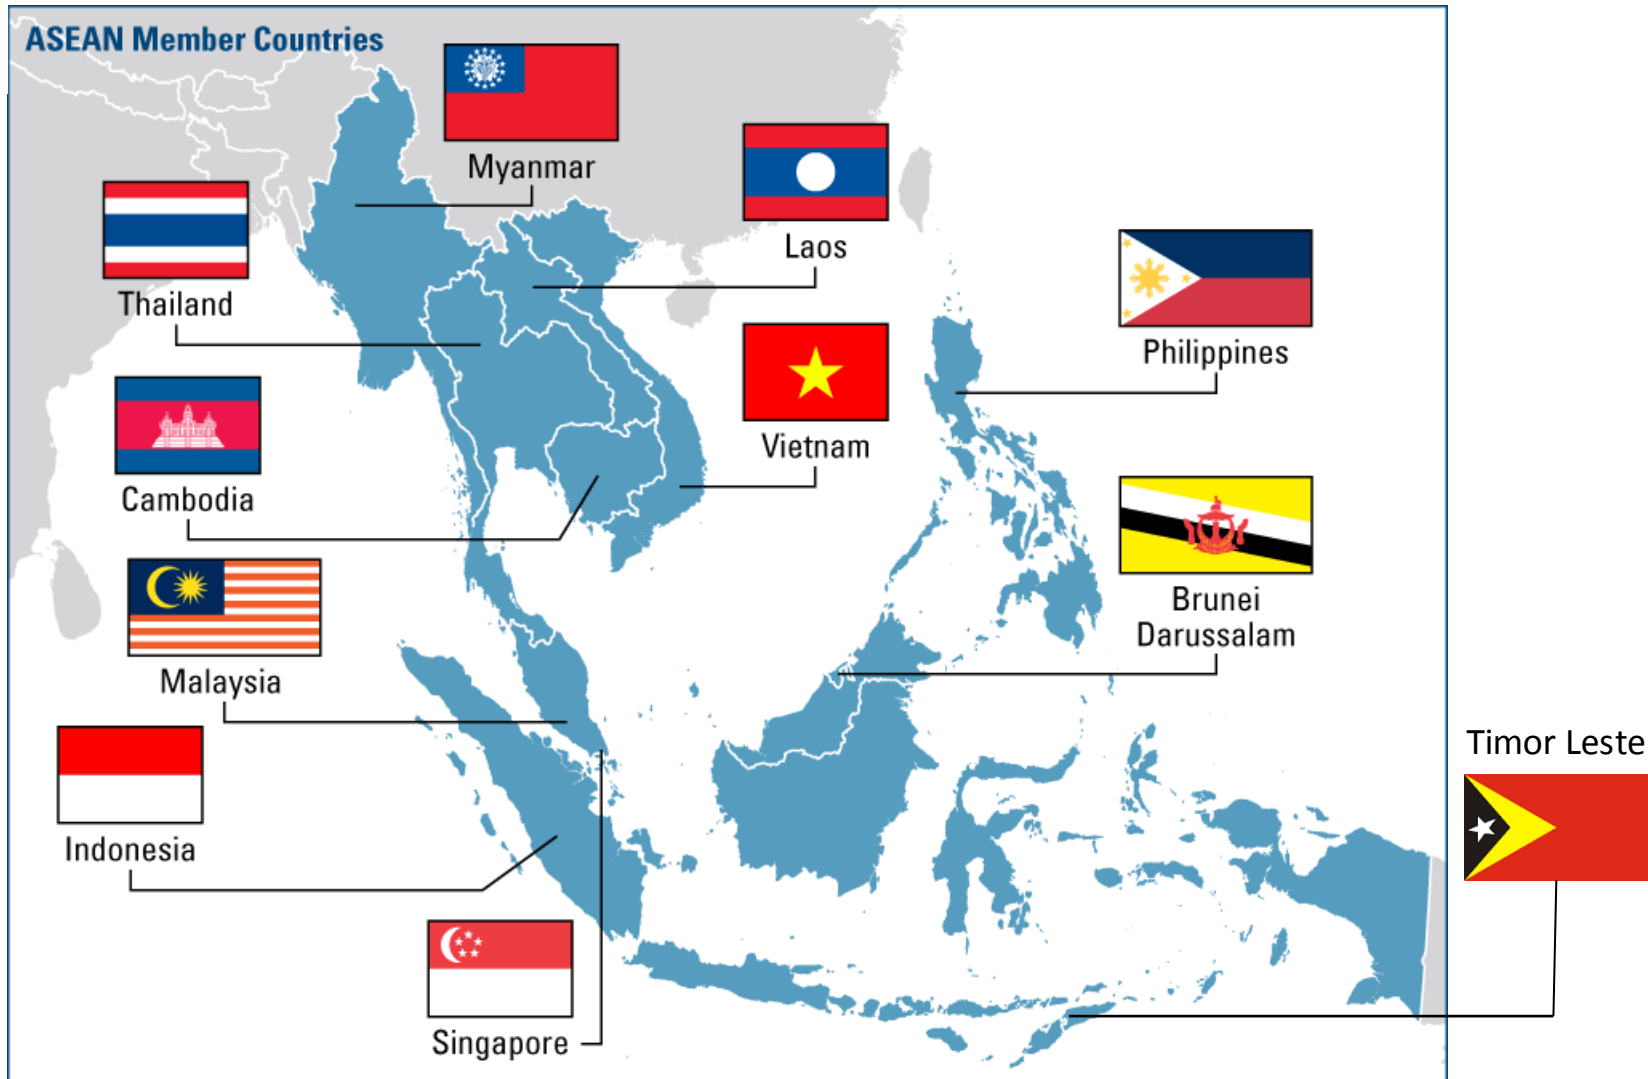 ASEAN Member Countries
Myanmar
Laos
Thailand
Philippines
Vietnam
Cambodia
Brunei
Darussalam
Malaysia
Timor Leste
Indonesia
Singapore